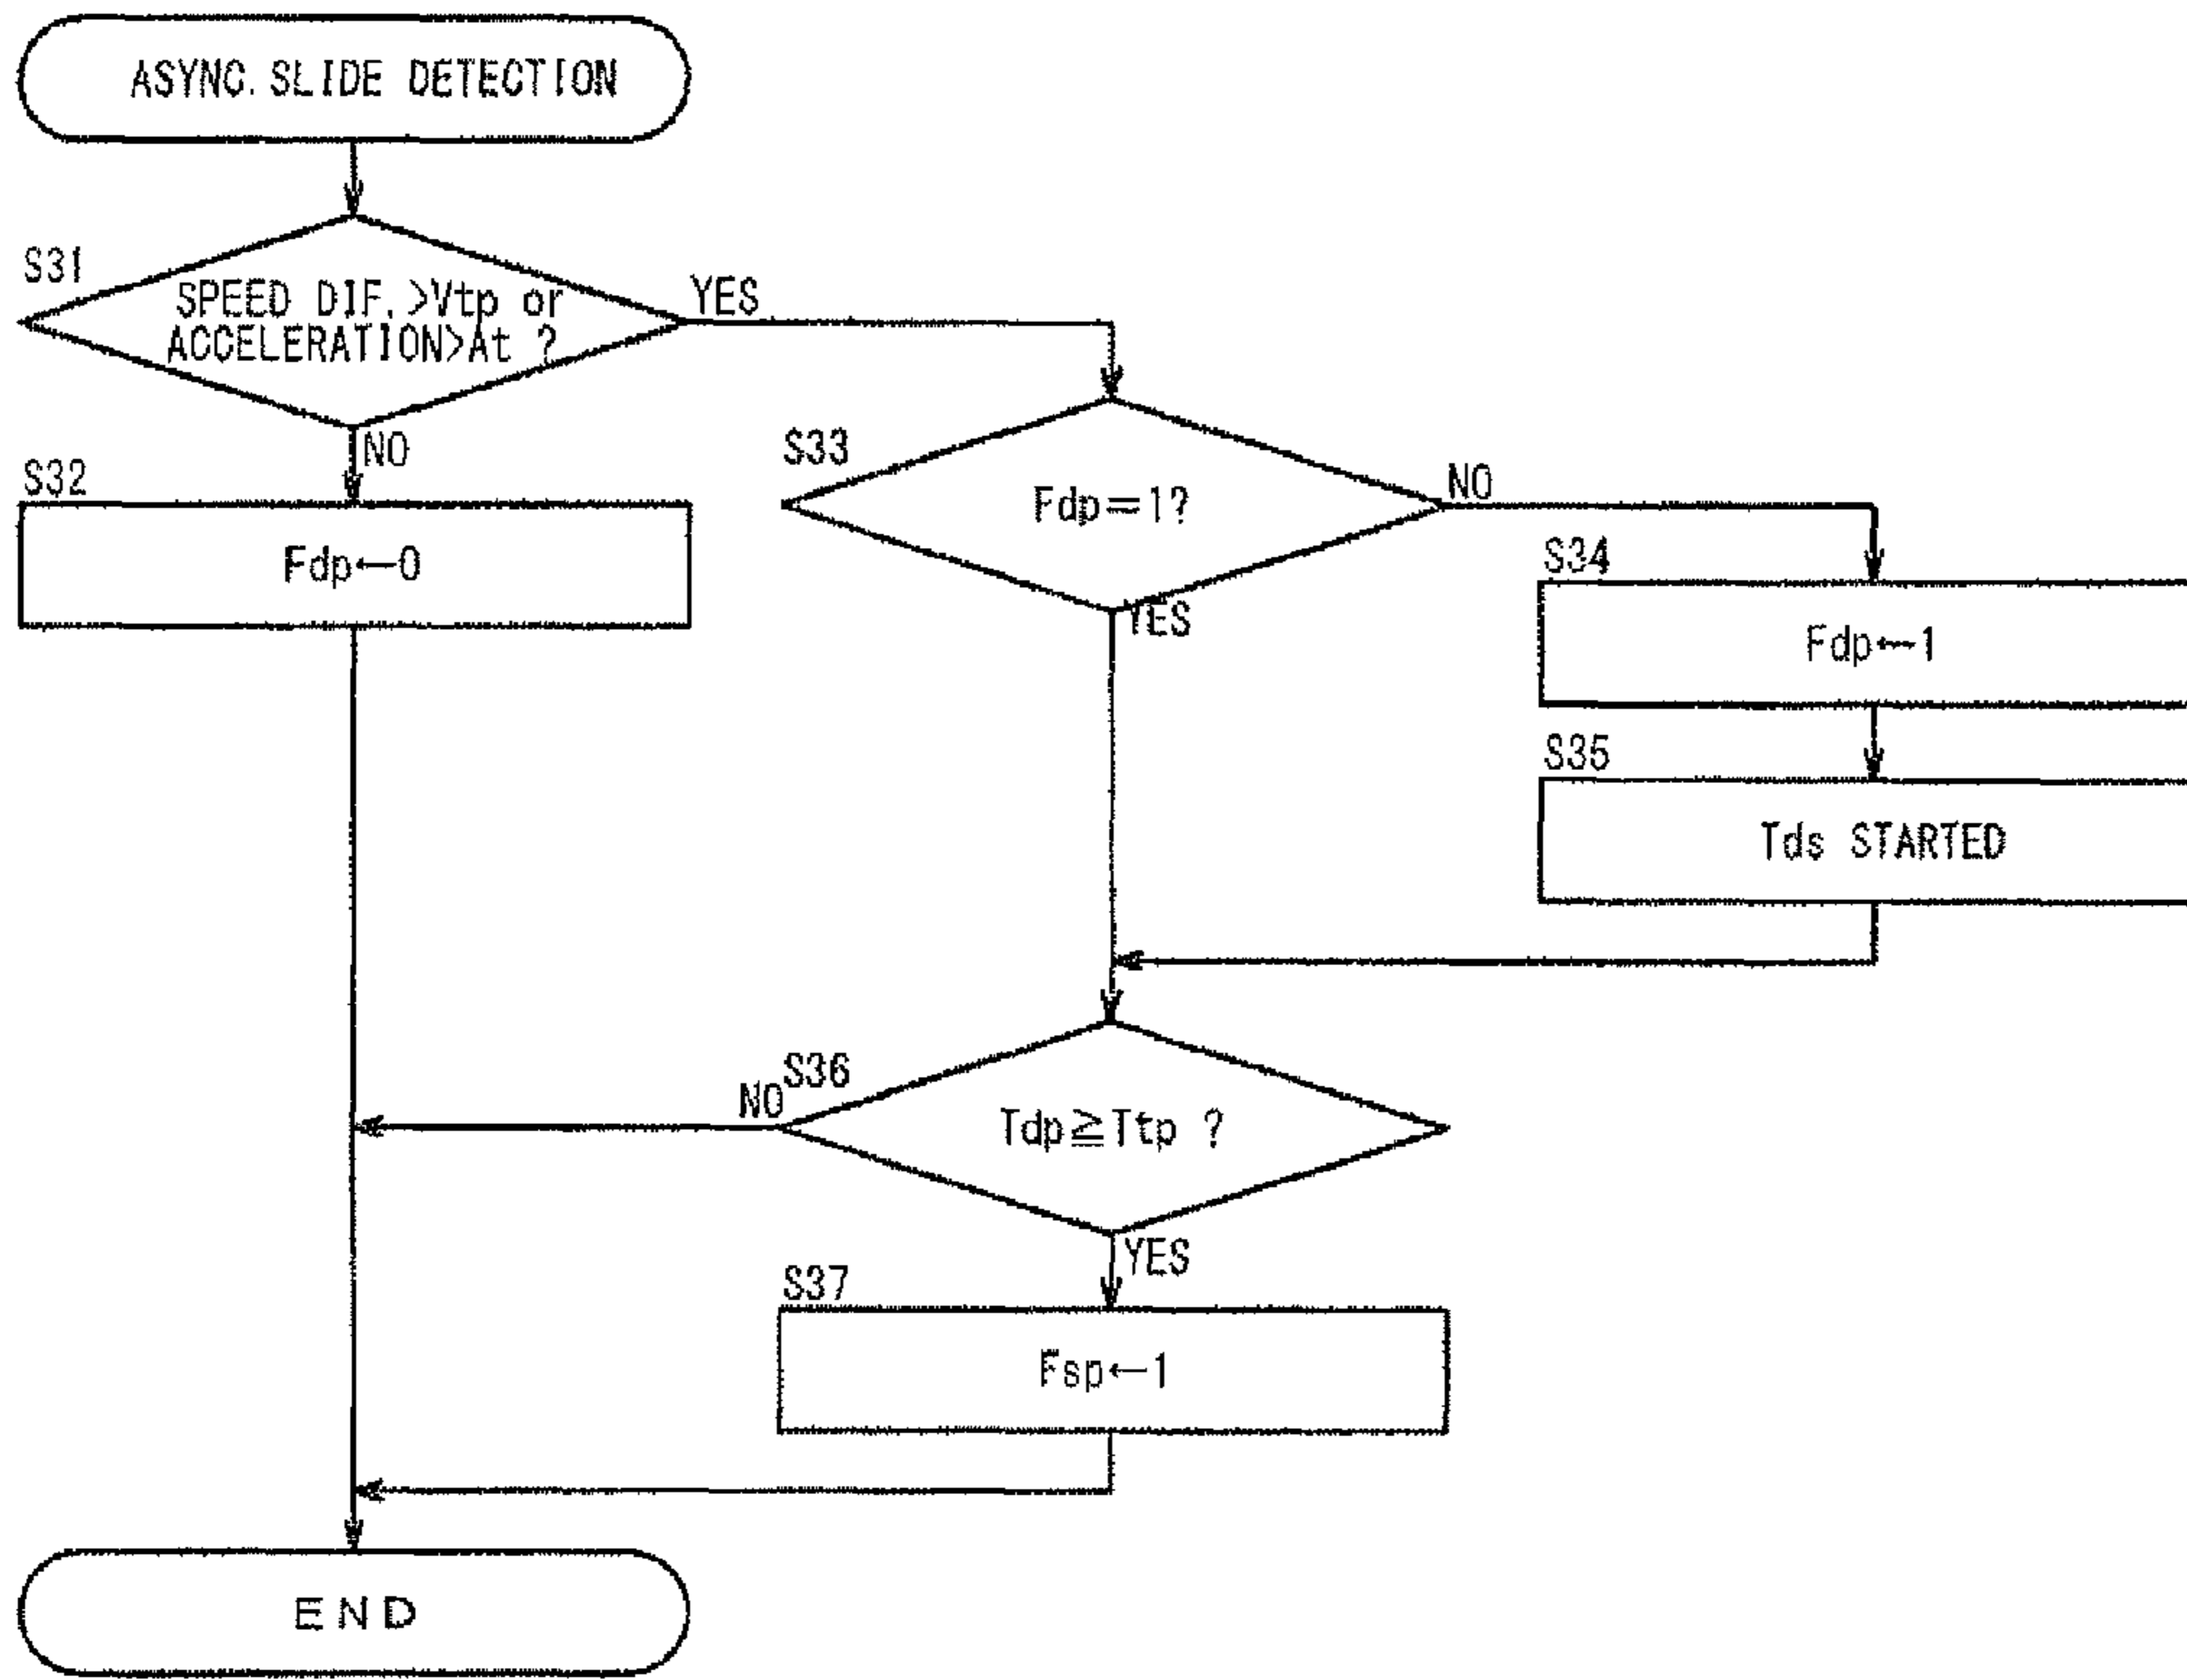 ASYNC. SLIDE DETECTION
S31
SPEED DIF. >Vtp or
ACCELERATION>At ?
YES
NO
S32
Fdp←0
S33
Fdp=1?
NO
YES
S34
Fdp←1
S35
Tds STARTED
S36
NO
Tdp≧Ttp ?
YES
S37
Fsp←1
END